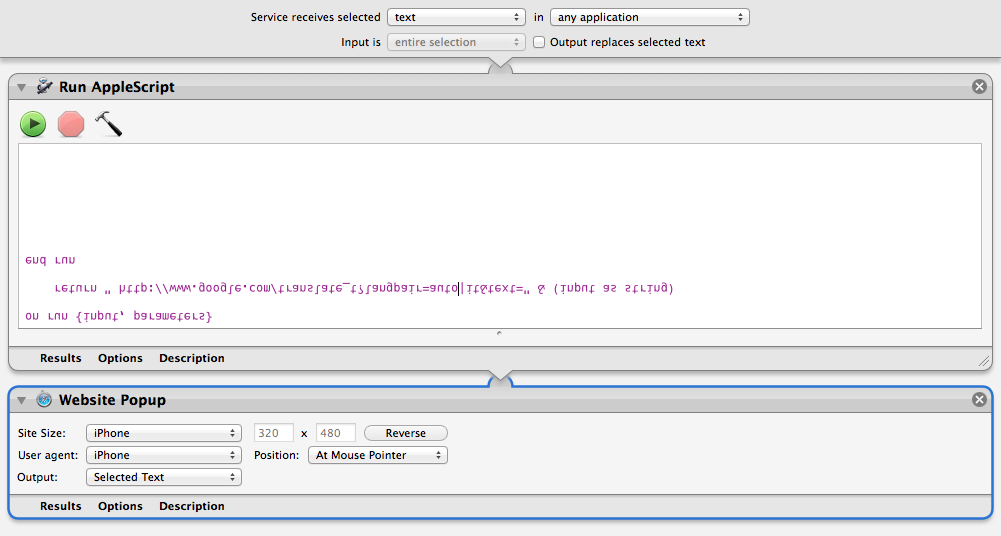 Service receives selected text in any application
Input is entire selection Output replaces selected text
Run AppleScript
on run {input, parameters}
return " http://www.google.com/translate_t?langpair=auto|it&text=" & (input as string)
end run
Results Options Description
Website Popup
Site Size: iPhone 320 x 480 Reverse
User agent: iPhone Position: At Mouse Pointer
Output: Selected Text
Results Options Description